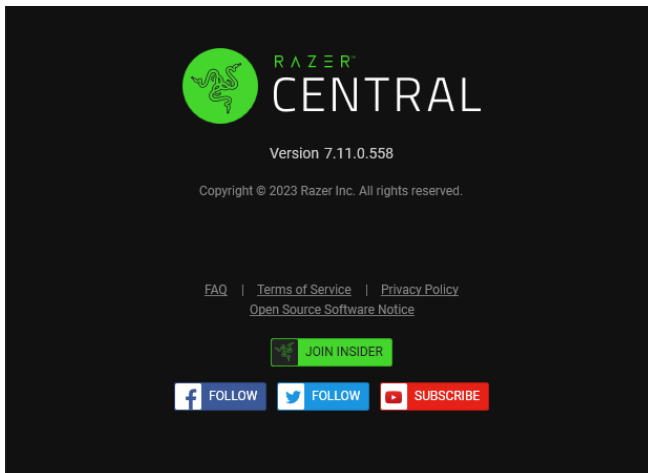 RAZER™
CENTRAL
Version 7.11.0.558
Copyright © 2023 Razer Inc. All rights reserved.
FAQ | Terms of Service | Privacy Policy
Open Source Software Notice
JOIN INSIDER
FOLLOW FOLLOW SUBSCRIBE